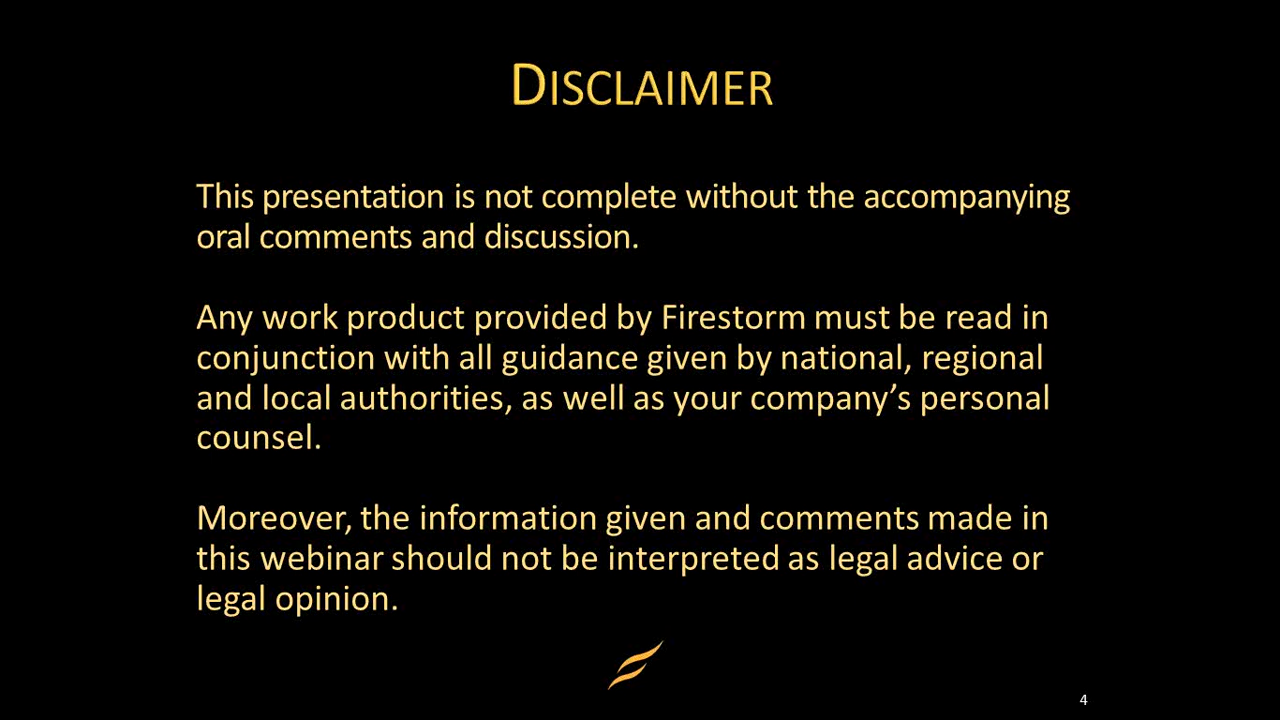 DISCLAIMER
This presentation is not complete without the accompanying
oral comments and discussion.
Any work product provided by Firestorm must be read in
conjunction with all guidance given by national, regional
and local authorities, as well as your company’s personal
counsel.
Moreover, the information given and comments made in
this webinar should not be interpreted as legal advice or
legal opinion.
4